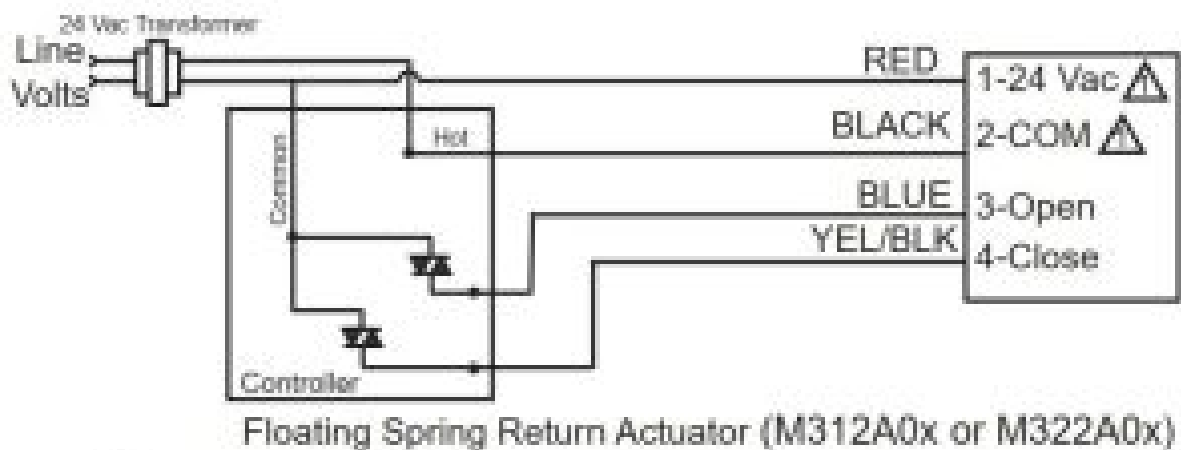 24 Vac Transformer
Line
Volts
RED
1-24 Vac
BLACK
2-COM
Hot
Common
BLUE
3-Open
YEL/BLK
4-Close
Controller
Floating Spring Return Actuator (M312A0x or M322A0x)